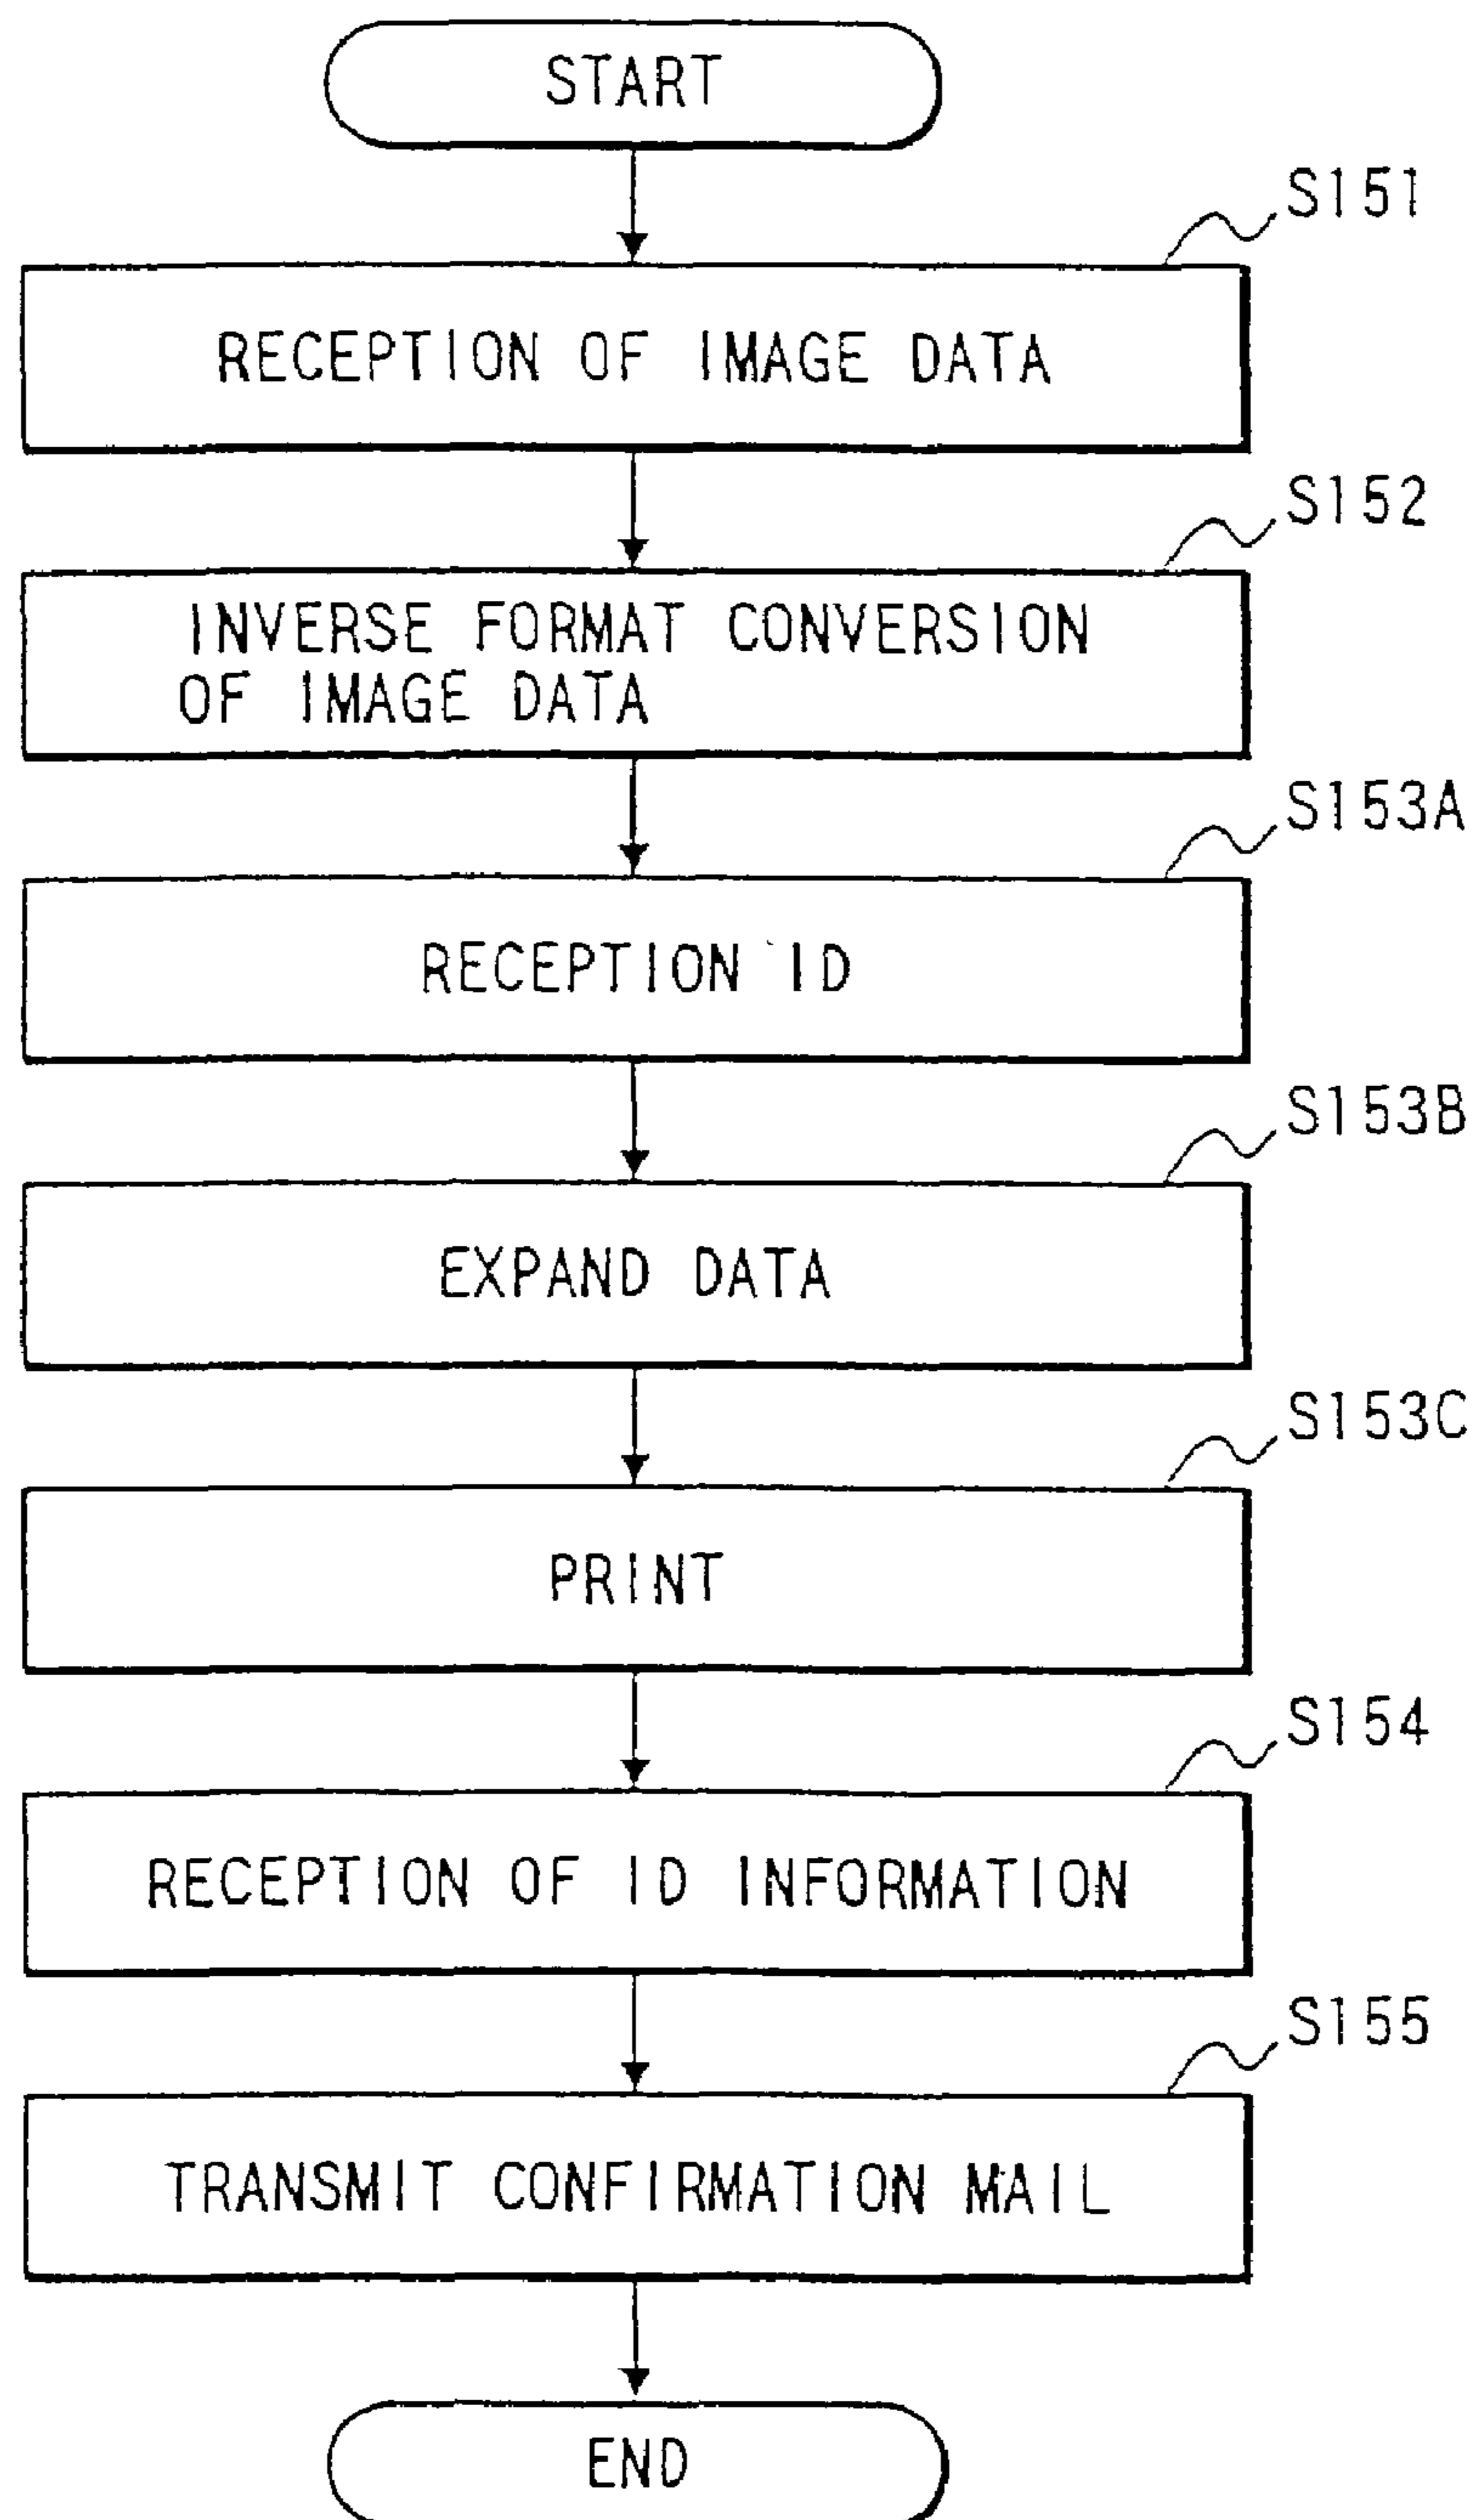 START
S151
RECEPTION OF IMAGE DATA
S152
INVERSE FORMAT CONVERSION
OF IMAGE DATA
S153A
RECEPTION ID
S153B
EXPAND DATA
S153C
PRINT
S154
RECEPTION OF ID INFORMATION
S155
TRANSMIT CONFIRMATION MAIL
END